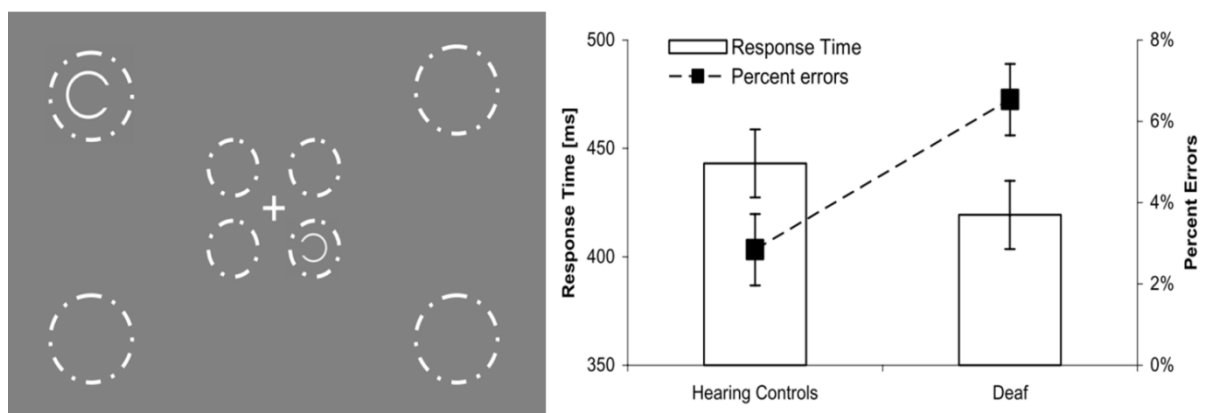 500
450
400
350
Response Time [ms]
Response Time
Percent errors
8%
6%
4%
2%
0%
Percent Errors
Hearing Controls
Deaf